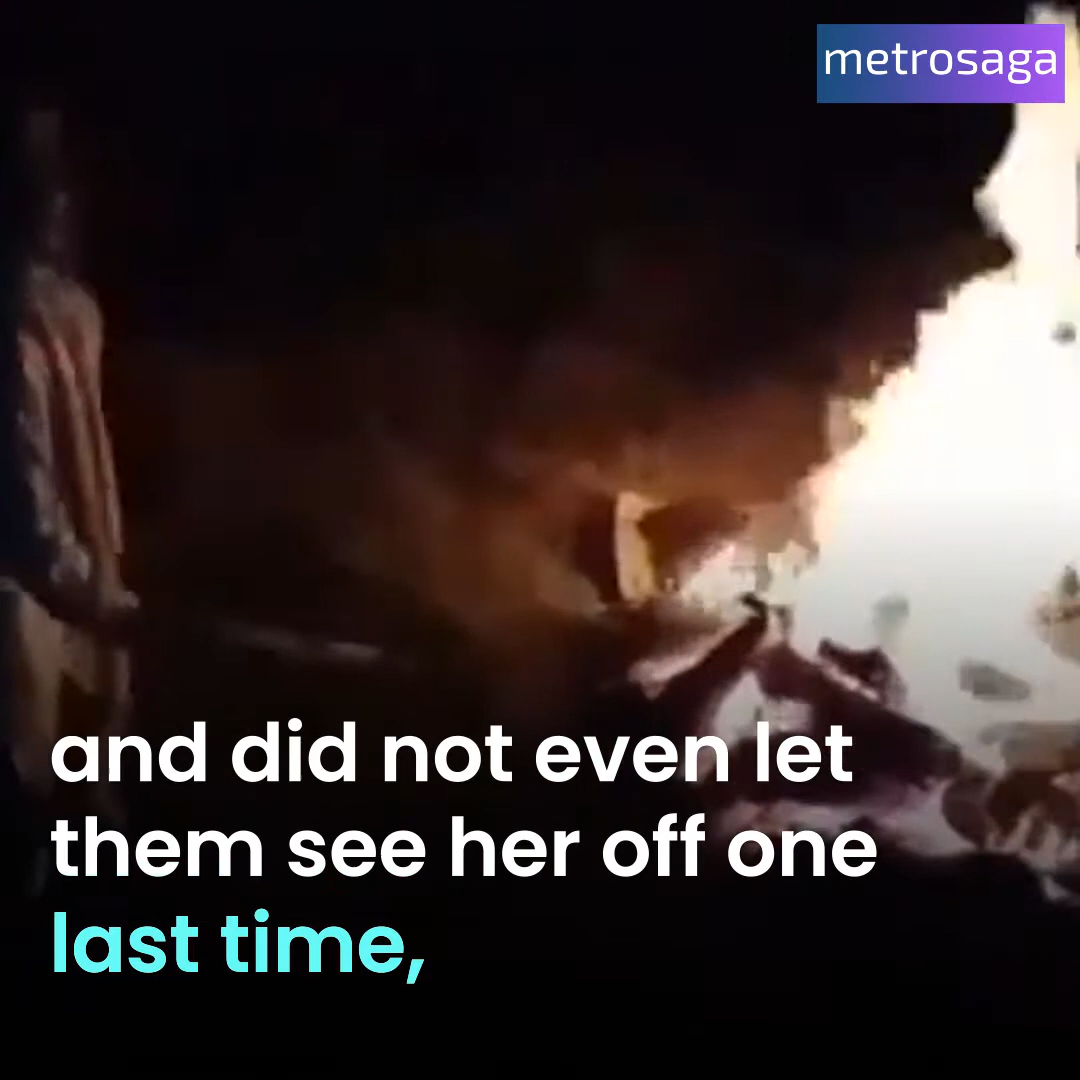 metrosaga
and did not even let
them see her off one
last time,